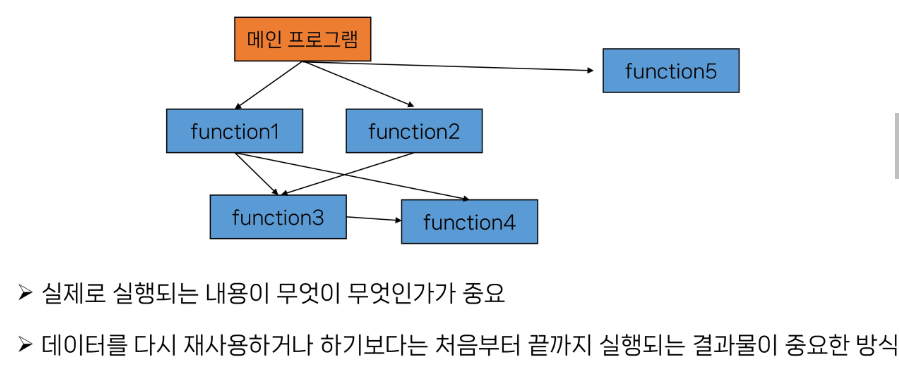 메인 프로그램
function5
function1
function2
function3
function4
➢ 실제로 실행되는 내용이 무엇이 무엇인가가 중요
➢ 데이터를 다시 재사용하거나 하기보다는 처음부터 끝까지 실행되는 결과물이 중요한 방식